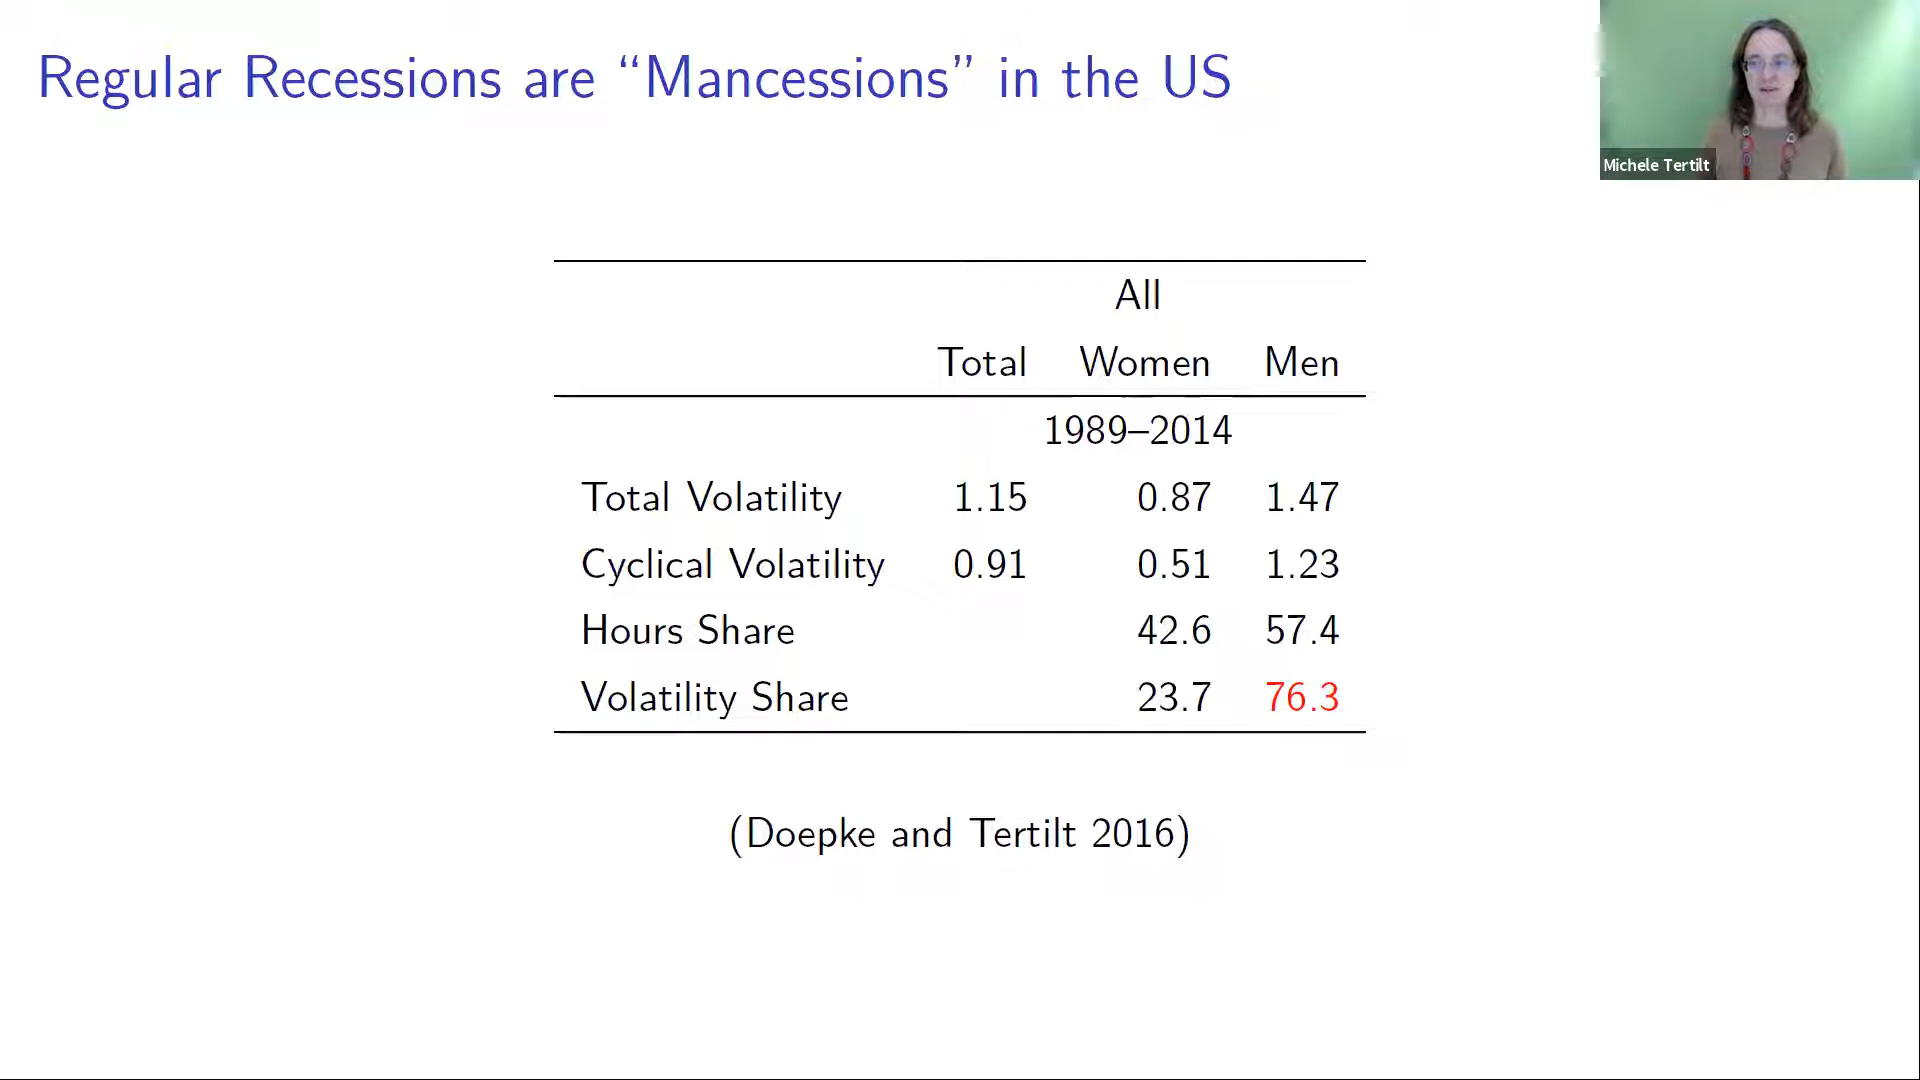 Regular Recessions are “Mancessions” in the US
Michele Tertilt
All
Total Women Men
1989–2014
Total Volatility 1.15 0.87 1.47
Cyclical Volatility 0.91 0.51 1.23
Hours Share 42.6 57.4
Volatility Share 23.7 76.3
(Doepke and Tertilt 2016)